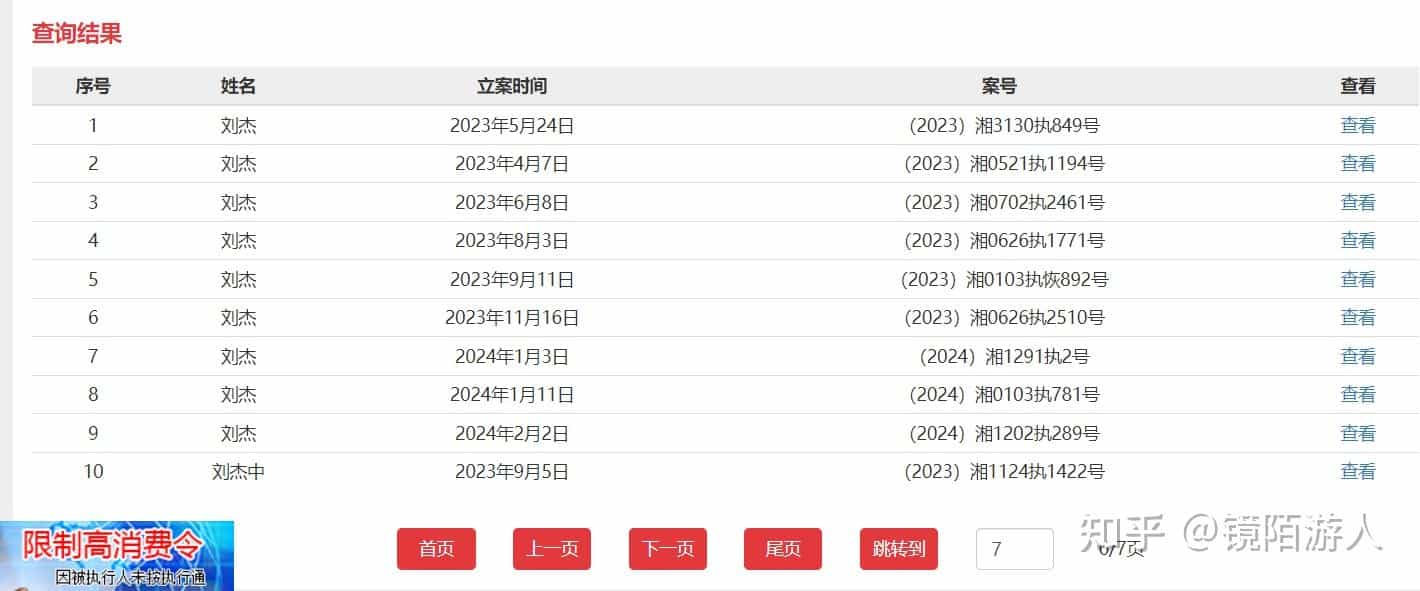 查询结果
序号 姓名 立案时间 案号 查看
1 刘杰 2023年5月24日 （2023）湘3130执849号 查看
2 刘杰 2023年4月7日 （2023）湘0521执1194号 查看
3 刘杰 2023年6月8日 （2023）湘0702执2461号 查看
4 刘杰 2023年8月3日 （2023）湘0626执1771号 查看
5 刘杰 2023年9月11日 （2023）湘0103执恢892号 查看
6 刘杰 2023年11月16日 （2023）湘0626执2510号 查看
7 刘杰 2024年1月3日 （2024）湘1291执2号 查看
8 刘杰 2024年1月11日 （2024）湘0103执781号 查看
9 刘杰 2024年2月2日 （2024）湘1202执289号 查看
10 刘杰中 2023年9月5日 （2023）湘1124执1422号 查看
限制高消费令
因被执行人未按执行通
首页 上一页 下一页 尾页 跳转到 7 /7页
知乎 @镜陌游人